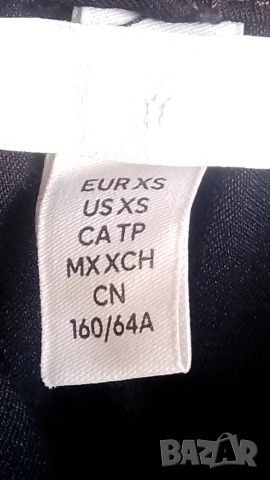 EUR XS
US XS
CA TP
MX XCH
CN
160/64A
BAZAR